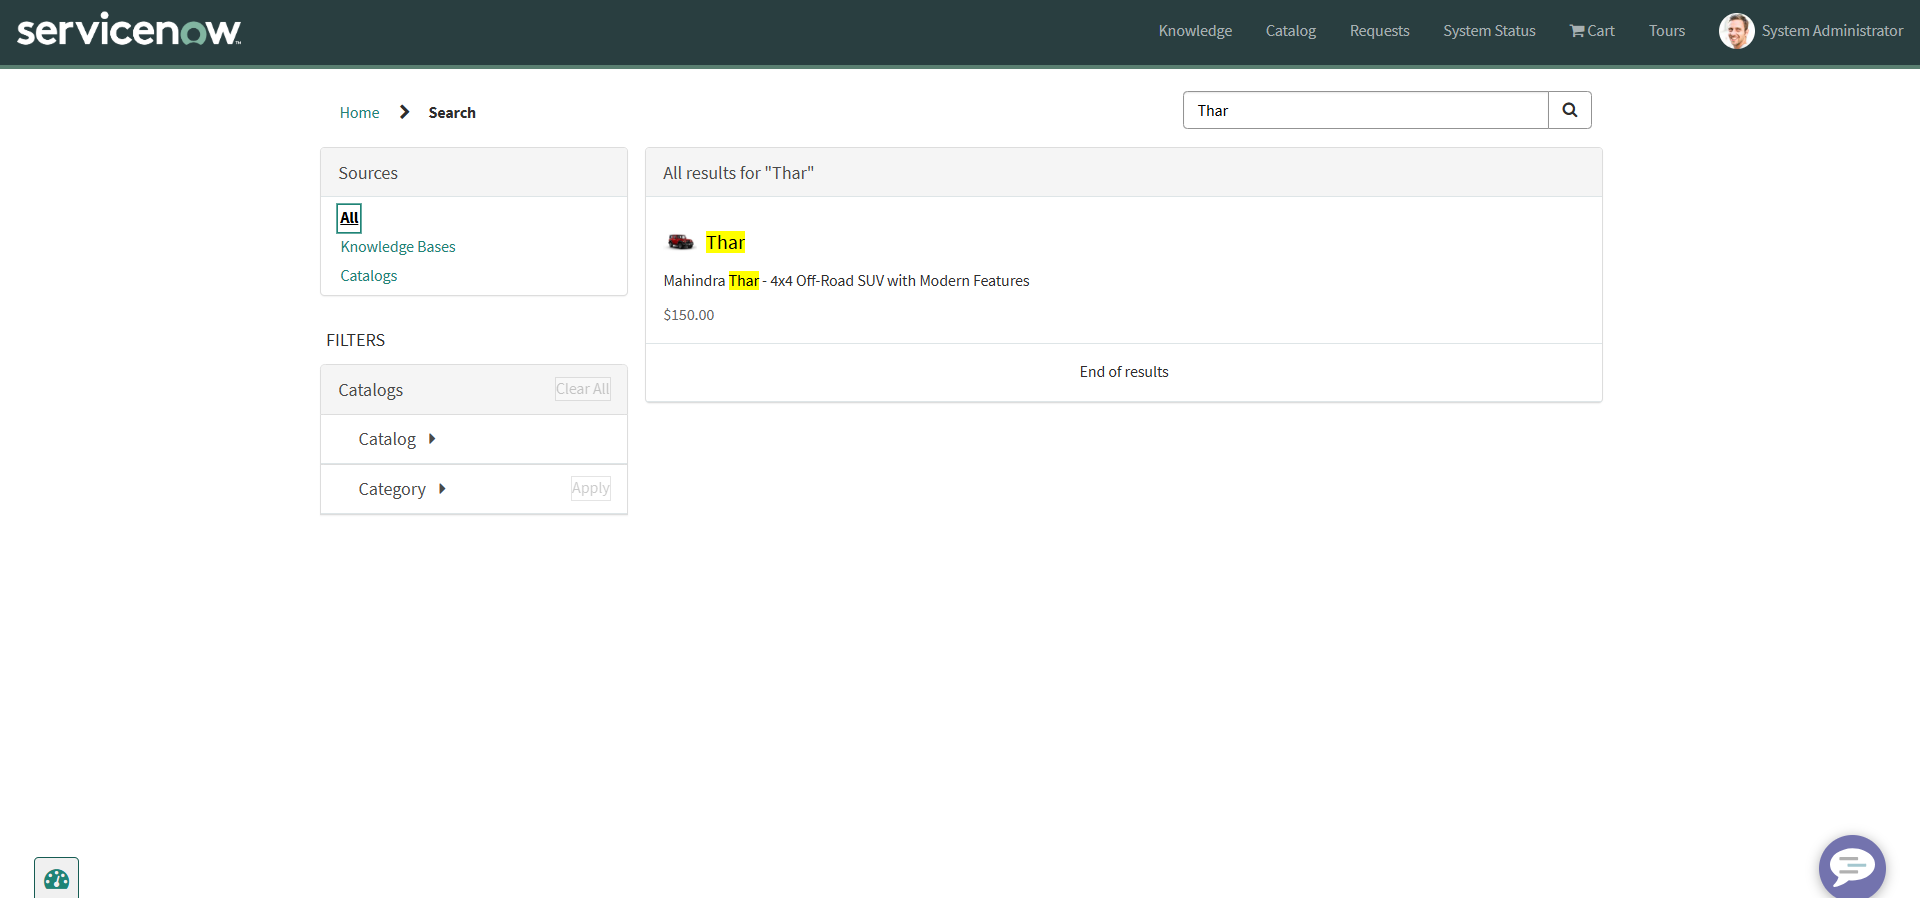 servicenow™
Knowledge
Catalog
Requests
System Status
Cart
Tours
System Administrator
Home
Search
Thar
Sources
All
Knowledge Bases
Catalogs
FILTERS
Catalogs
Clear All
Catalog
Category
Apply
All results for "Thar"
Thar
Mahindra Thar - 4x4 Off-Road SUV with Modern Features
$150.00
End of results